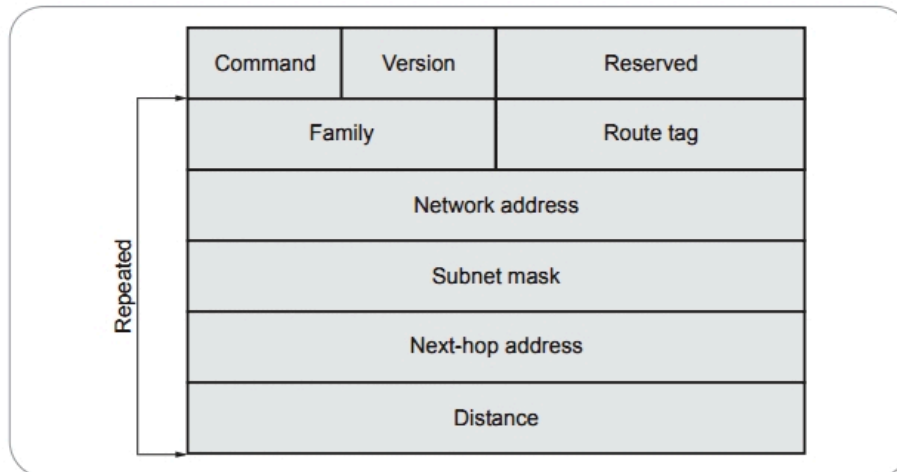 Command Version Reserved
Family Route tag
Network address
Subnet mask
Next-hop address
Distance
Repeated